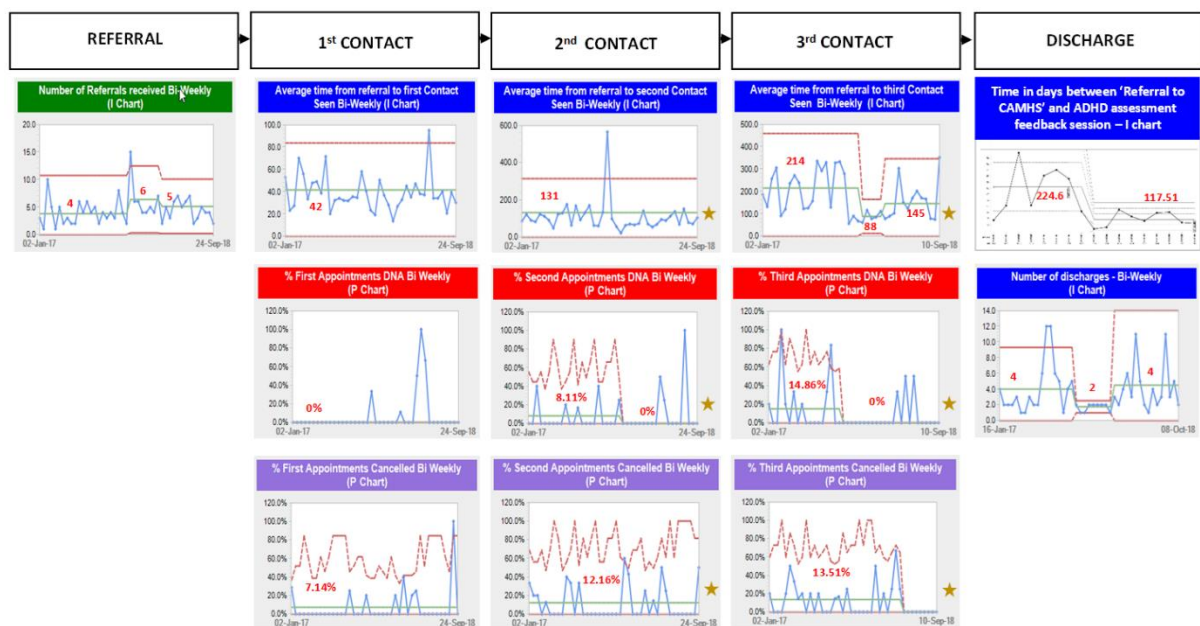 REFERRAL
1st CONTACT
2nd CONTACT
3rd CONTACT
DISCHARGE
Number of Referrals received Bi-Weekly
(I Chart)
15.0
10.0
5.0
0.0
4
6
5
02-Jan-17
24-Sep-18
Average time from referral to first Contact
Seen Bi-Weekly (I Chart)
100.0
80.0
60.0
40.0
20.0
0.0
42
02-Jan-17
24-Sep-18
Average time from referral to second Contact
Seen Bi-Weekly (I Chart)
600.0
400.0
200.0
0.0
131
02-Jan-17
24-Sep-18
Average time from referral to third Contact
Seen Bi-Weekly (I Chart)
500.0
400.0
300.0
200.0
100.0
0.0
214
88
145
02-Jan-17
10-Sep-18
Time in days between ‘Referral to
CAMHS’ and ADHD assessment
feedback session – I chart
224.6
117.51
% First Appointments DNA Bi Weekly
(P Chart)
120.0%
100.0%
80.0%
60.0%
40.0%
20.0%
0.0%
0%
02-Jan-17
24-Sep-18
% Second Appointments DNA Bi Weekly
(P Chart)
120.0%
100.0%
80.0%
60.0%
40.0%
20.0%
0.0%
8.11%
0%
02-Jan-17
24-Sep-18
% Third Appointments DNA Bi Weekly
(P Chart)
120.0%
100.0%
80.0%
60.0%
40.0%
20.0%
0.0%
14.86%
0%
02-Jan-17
10-Sep-18
Number of discharges - Bi-Weekly
(I Chart)
14.0
12.0
10.0
8.0
6.0
4.0
2.0
0.0
4
2
4
16-Jan-17
08-Oct-18
% First Appointments Cancelled Bi Weekly
(P Chart)
120.0%
100.0%
80.0%
60.0%
40.0%
20.0%
0.0%
7.14%
02-Jan-17
24-Sep-18
% Second Appointments Cancelled Bi Weekly
(P Chart)
120.0%
100.0%
80.0%
60.0%
40.0%
20.0%
0.0%
12.16%
02-Jan-17
24-Sep-18
% Third Appointments Cancelled Bi Weekly
(P Chart)
120.0%
100.0%
80.0%
60.0%
40.0%
20.0%
0.0%
13.51%
02-Jan-17
10-Sep-18